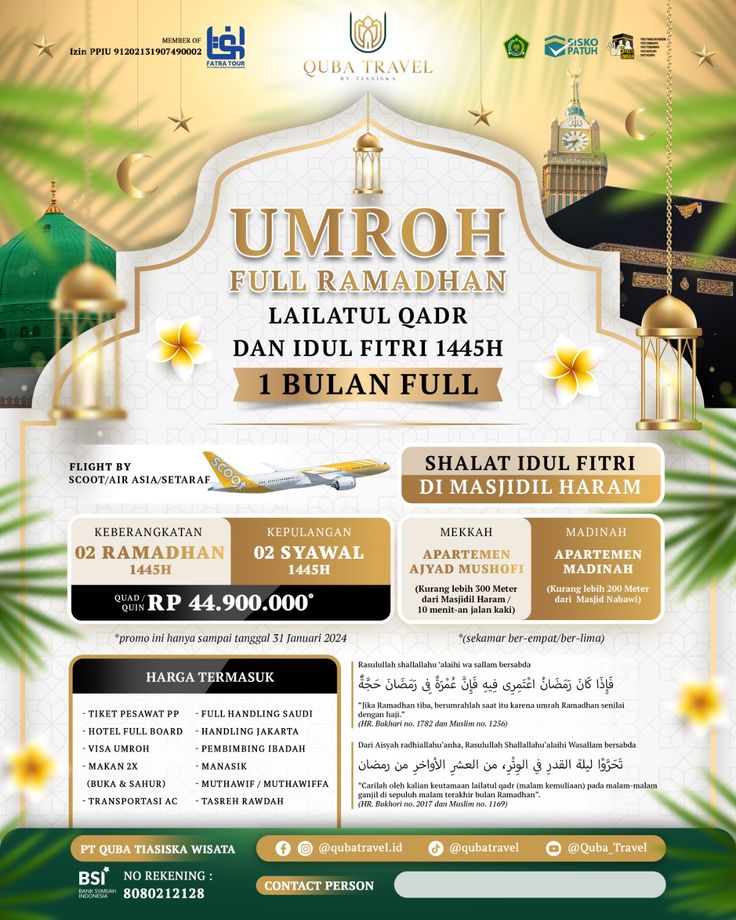 MEMBER OF
Izin PPIU 91202131907490002
FATRA TOUR
QUBA TRAVEL
BY TIASISKA
SISKO
PATUH
UMROH
FULL RAMADHAN
LAILATUL QADR
DAN IDUL FITRI 1445H
1 BULAN FULL
FLIGHT BY
SCOOT/AIR ASIA/SETARAF
scoot
SHALAT IDUL FITRI
DI MASJIDIL HARAM
KEBERANGKATAN
02 RAMADHAN
1445H
KEPULANGAN
02 SYAWAL
1445H
QUAD /
QUIN
RP 44.900.000*
MEKKAH
APARTEMEN
AJYAD MUSHOFI
(Kurang lebih 300 Meter
dari Masjidil Haram /
10 menit-an jalan kaki)
MADINAH
APARTEMEN
MADINAH
(Kurang lebih 200 Meter
dari Masjid Nabawi)
*promo ini hanya sampai tanggal 31 Januari 2024
*(sekamar ber-empat/ber-lima)
HARGA TERMASUK
- TIKET PESAWAT PP
- HOTEL FULL BOARD
- VISA UMROH
- MAKAN 2X
(BUKA & SAHUR)
- TRANSPORTASI AC
- FULL HANDLING SAUDI
- HANDLING JAKARTA
- PEMBIMBING IBADAH
- MANASIK
- MUTHAWIF / MUTHAWIFFA
- TASREH RAWDAH
Rasulullah shallallahu 'alaihi wa sallam bersabda
فَإِذَا كَانَ رَمَضَانُ اعْتَمِرِى فِيهِ فَإِنَّ عُمْرَةً فِى رَمَضَانَ حَجَّةٌ
"Jika Ramadhan tiba, berumrahlah saat itu karena umrah Ramadhan senilai
dengan haji."
(HR. Bukhari no. 1782 dan Muslim no. 1256)
Dari Aisyah radhiallahu'anha, Rasulullah Shallallahu'alaihi Wasallam bersabda
تَحَرَّوْا ليلةَ القدرِ في الوِتْرِ، من العشرِ الأواخرِ من رمضان
"Carilah oleh kalian keutamaan lailatul qadr (malam kemuliaan) pada malam-malam
ganjil di sepuluh malam terakhir bulan Ramadhan".
(HR. Bukhori no. 2017 dan Muslim no. 1169)
PT QUBA TIASISKA WISATA
@qubatravel.id
@qubatravel
@Quba_Travel
BSI
BANK SYARIAH
INDONESIA
NO REKENING :
8080212128
CONTACT PERSON